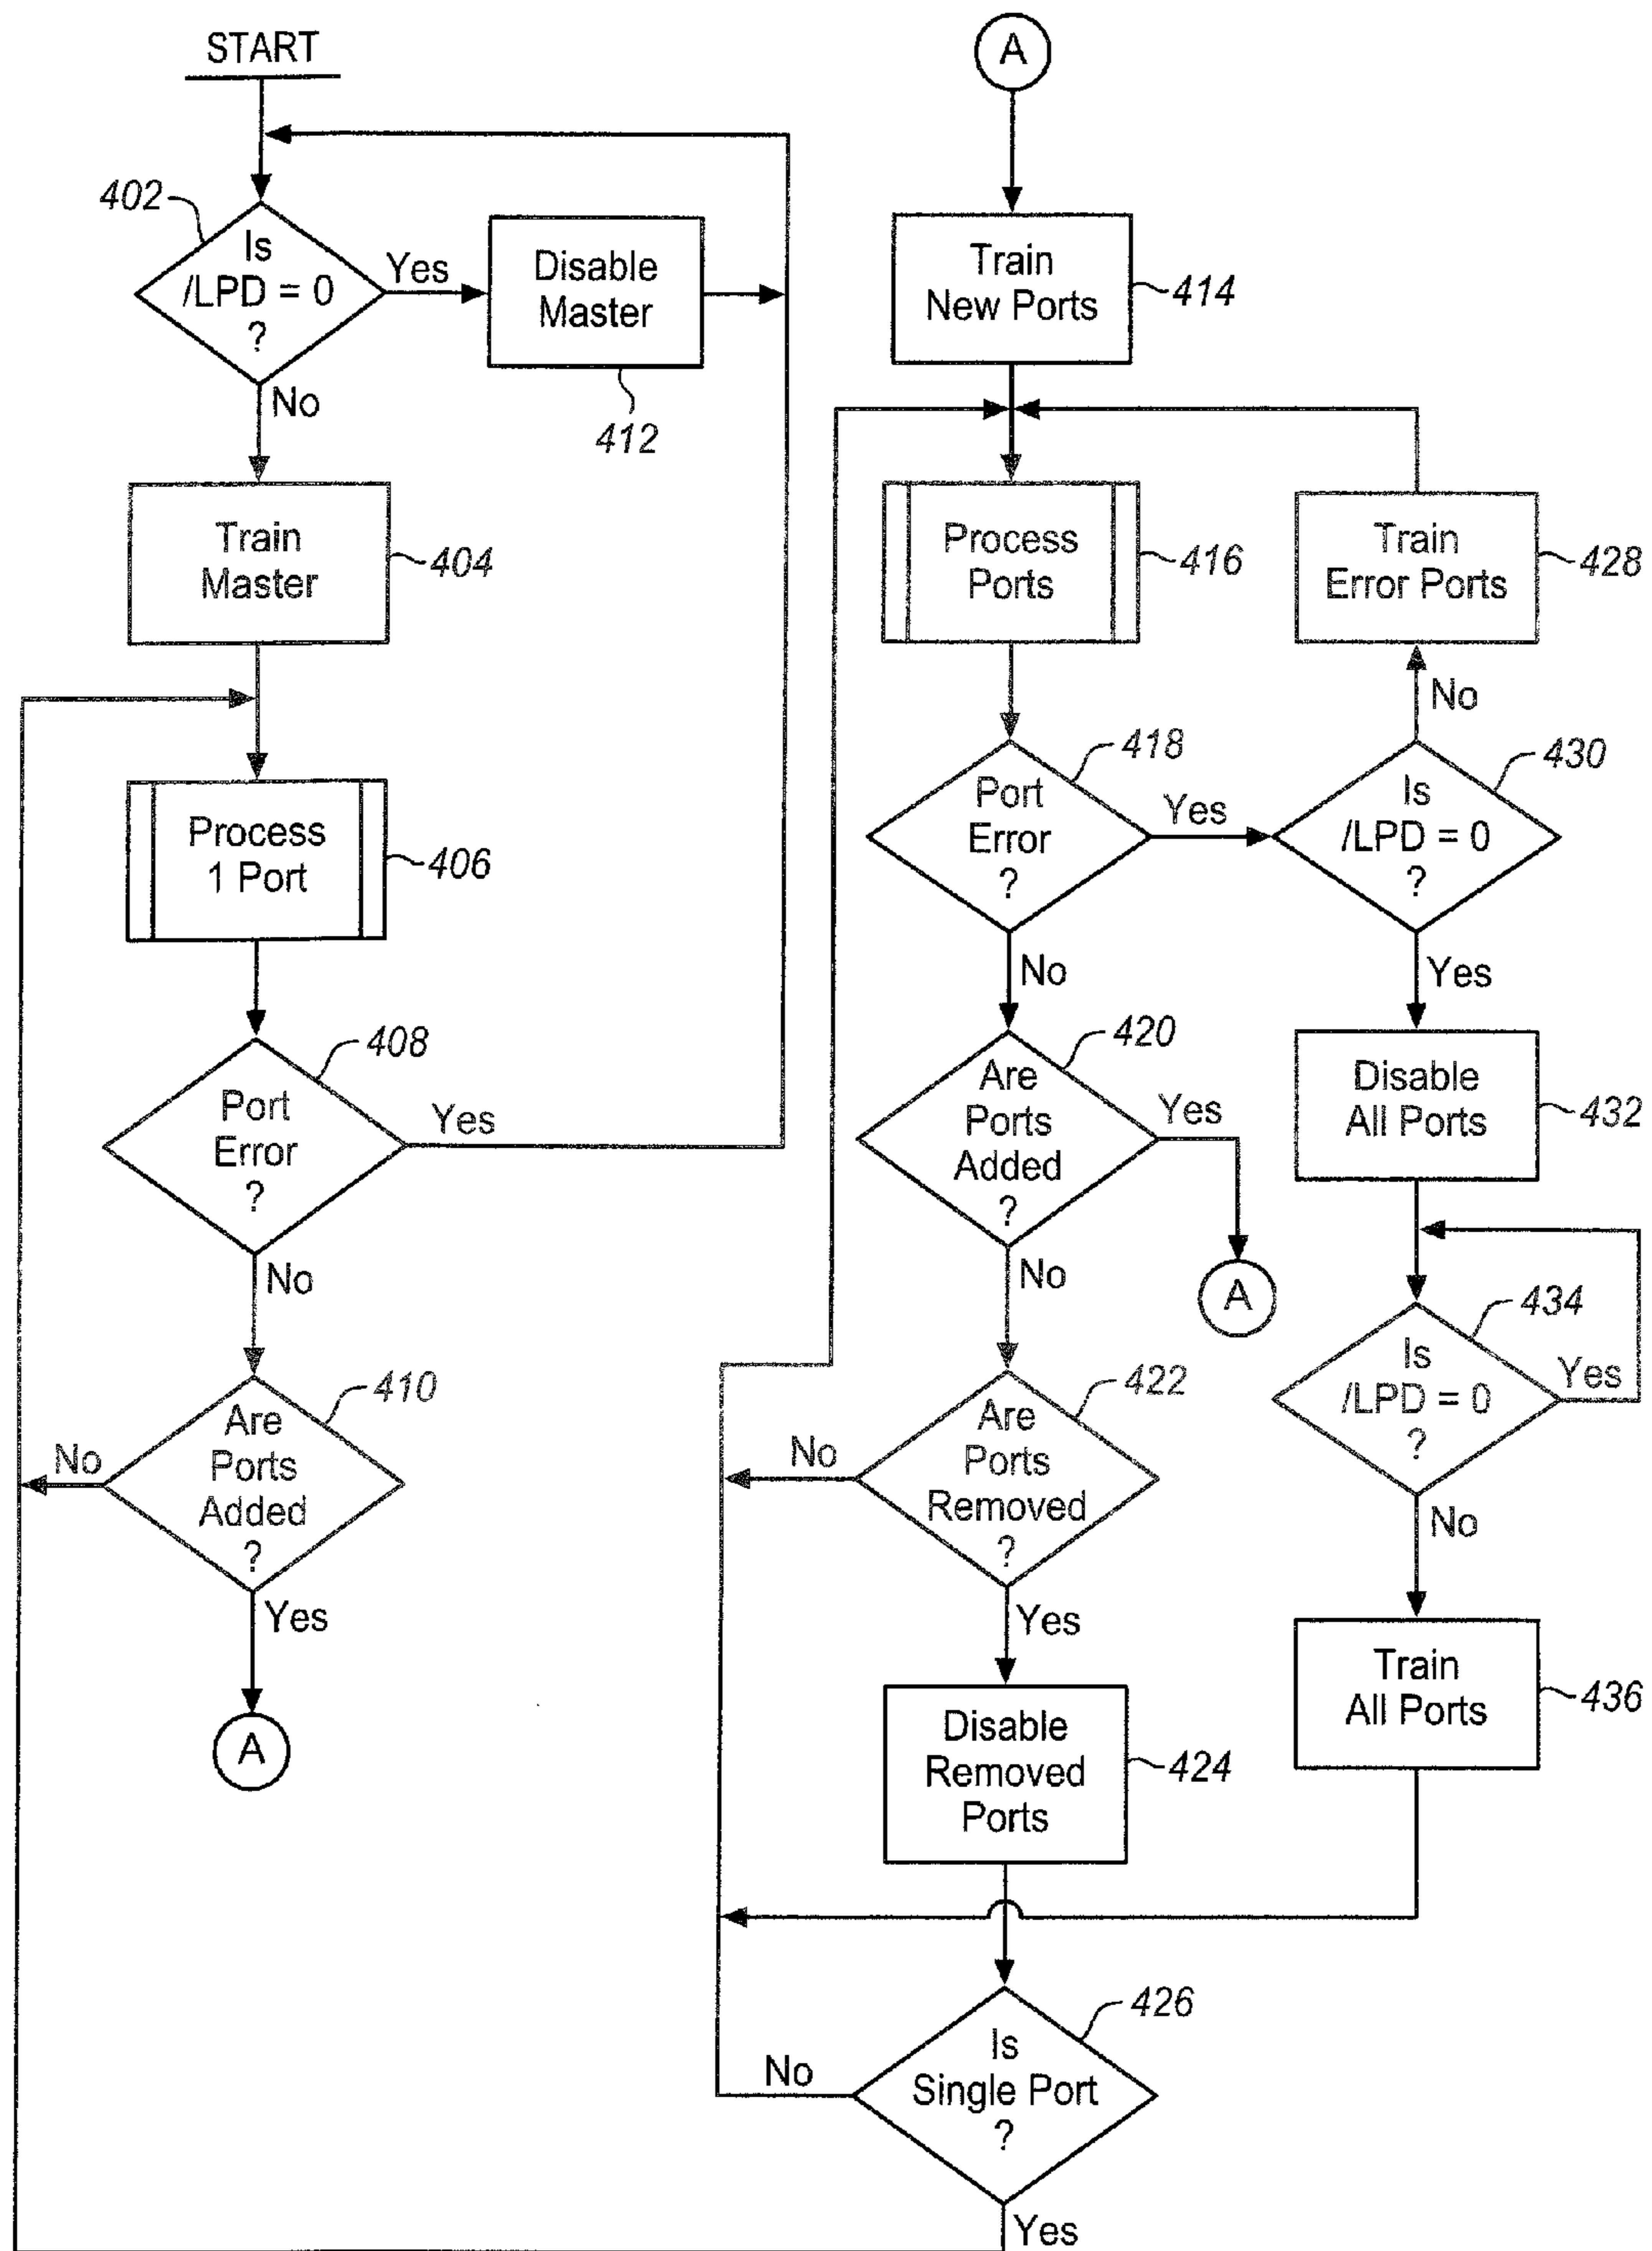 START
402
Is
/LPD = 0
?
Yes
No
Disable
Master
412
Train
Master
404
Process
1 Port
406
408
Port
Error
?
Yes
No
410
Are
Ports
Added
?
No
Yes
A
A
Train
New Ports
414
Process
Ports
416
Train
Error Ports
428
No
418
Port
Error
?
Yes
No
430
Is
/LPD = 0
?
Yes
420
Are
Ports
Added
?
Yes
No
A
Disable
All Ports
432
434
Is
/LPD = 0
?
Yes
No
422
Are
Ports
Removed
?
No
Yes
Train
All Ports
436
Disable
Removed
Ports
424
426
Is
Single Port
?
No
Yes